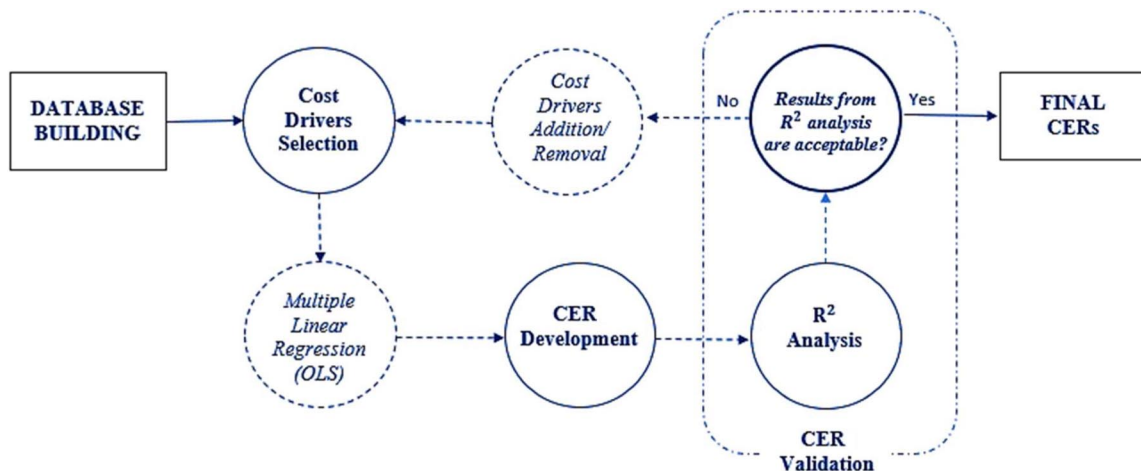 DATABASE
BUILDING
Cost
Drivers
Selection
Cost
Drivers
Addition/
Removal
No
Results from
R² analysis
are acceptable?
Yes
FINAL
CERs
Multiple
Linear
Regression
(OLS)
CER
Development
R²
Analysis
CER
Validation